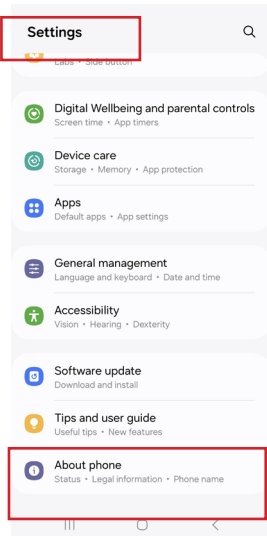 Settings
Labs • Side button
Digital Wellbeing and parental controls
Screen time • App timers
Device care
Storage • Memory • App protection
Apps
Default apps • App settings
General management
Language and keyboard • Date and time
Accessibility
Vision • Hearing • Dexterity
Software update
Download and install
Tips and user guide
Useful tips • New features
About phone
Status • Legal information • Phone name